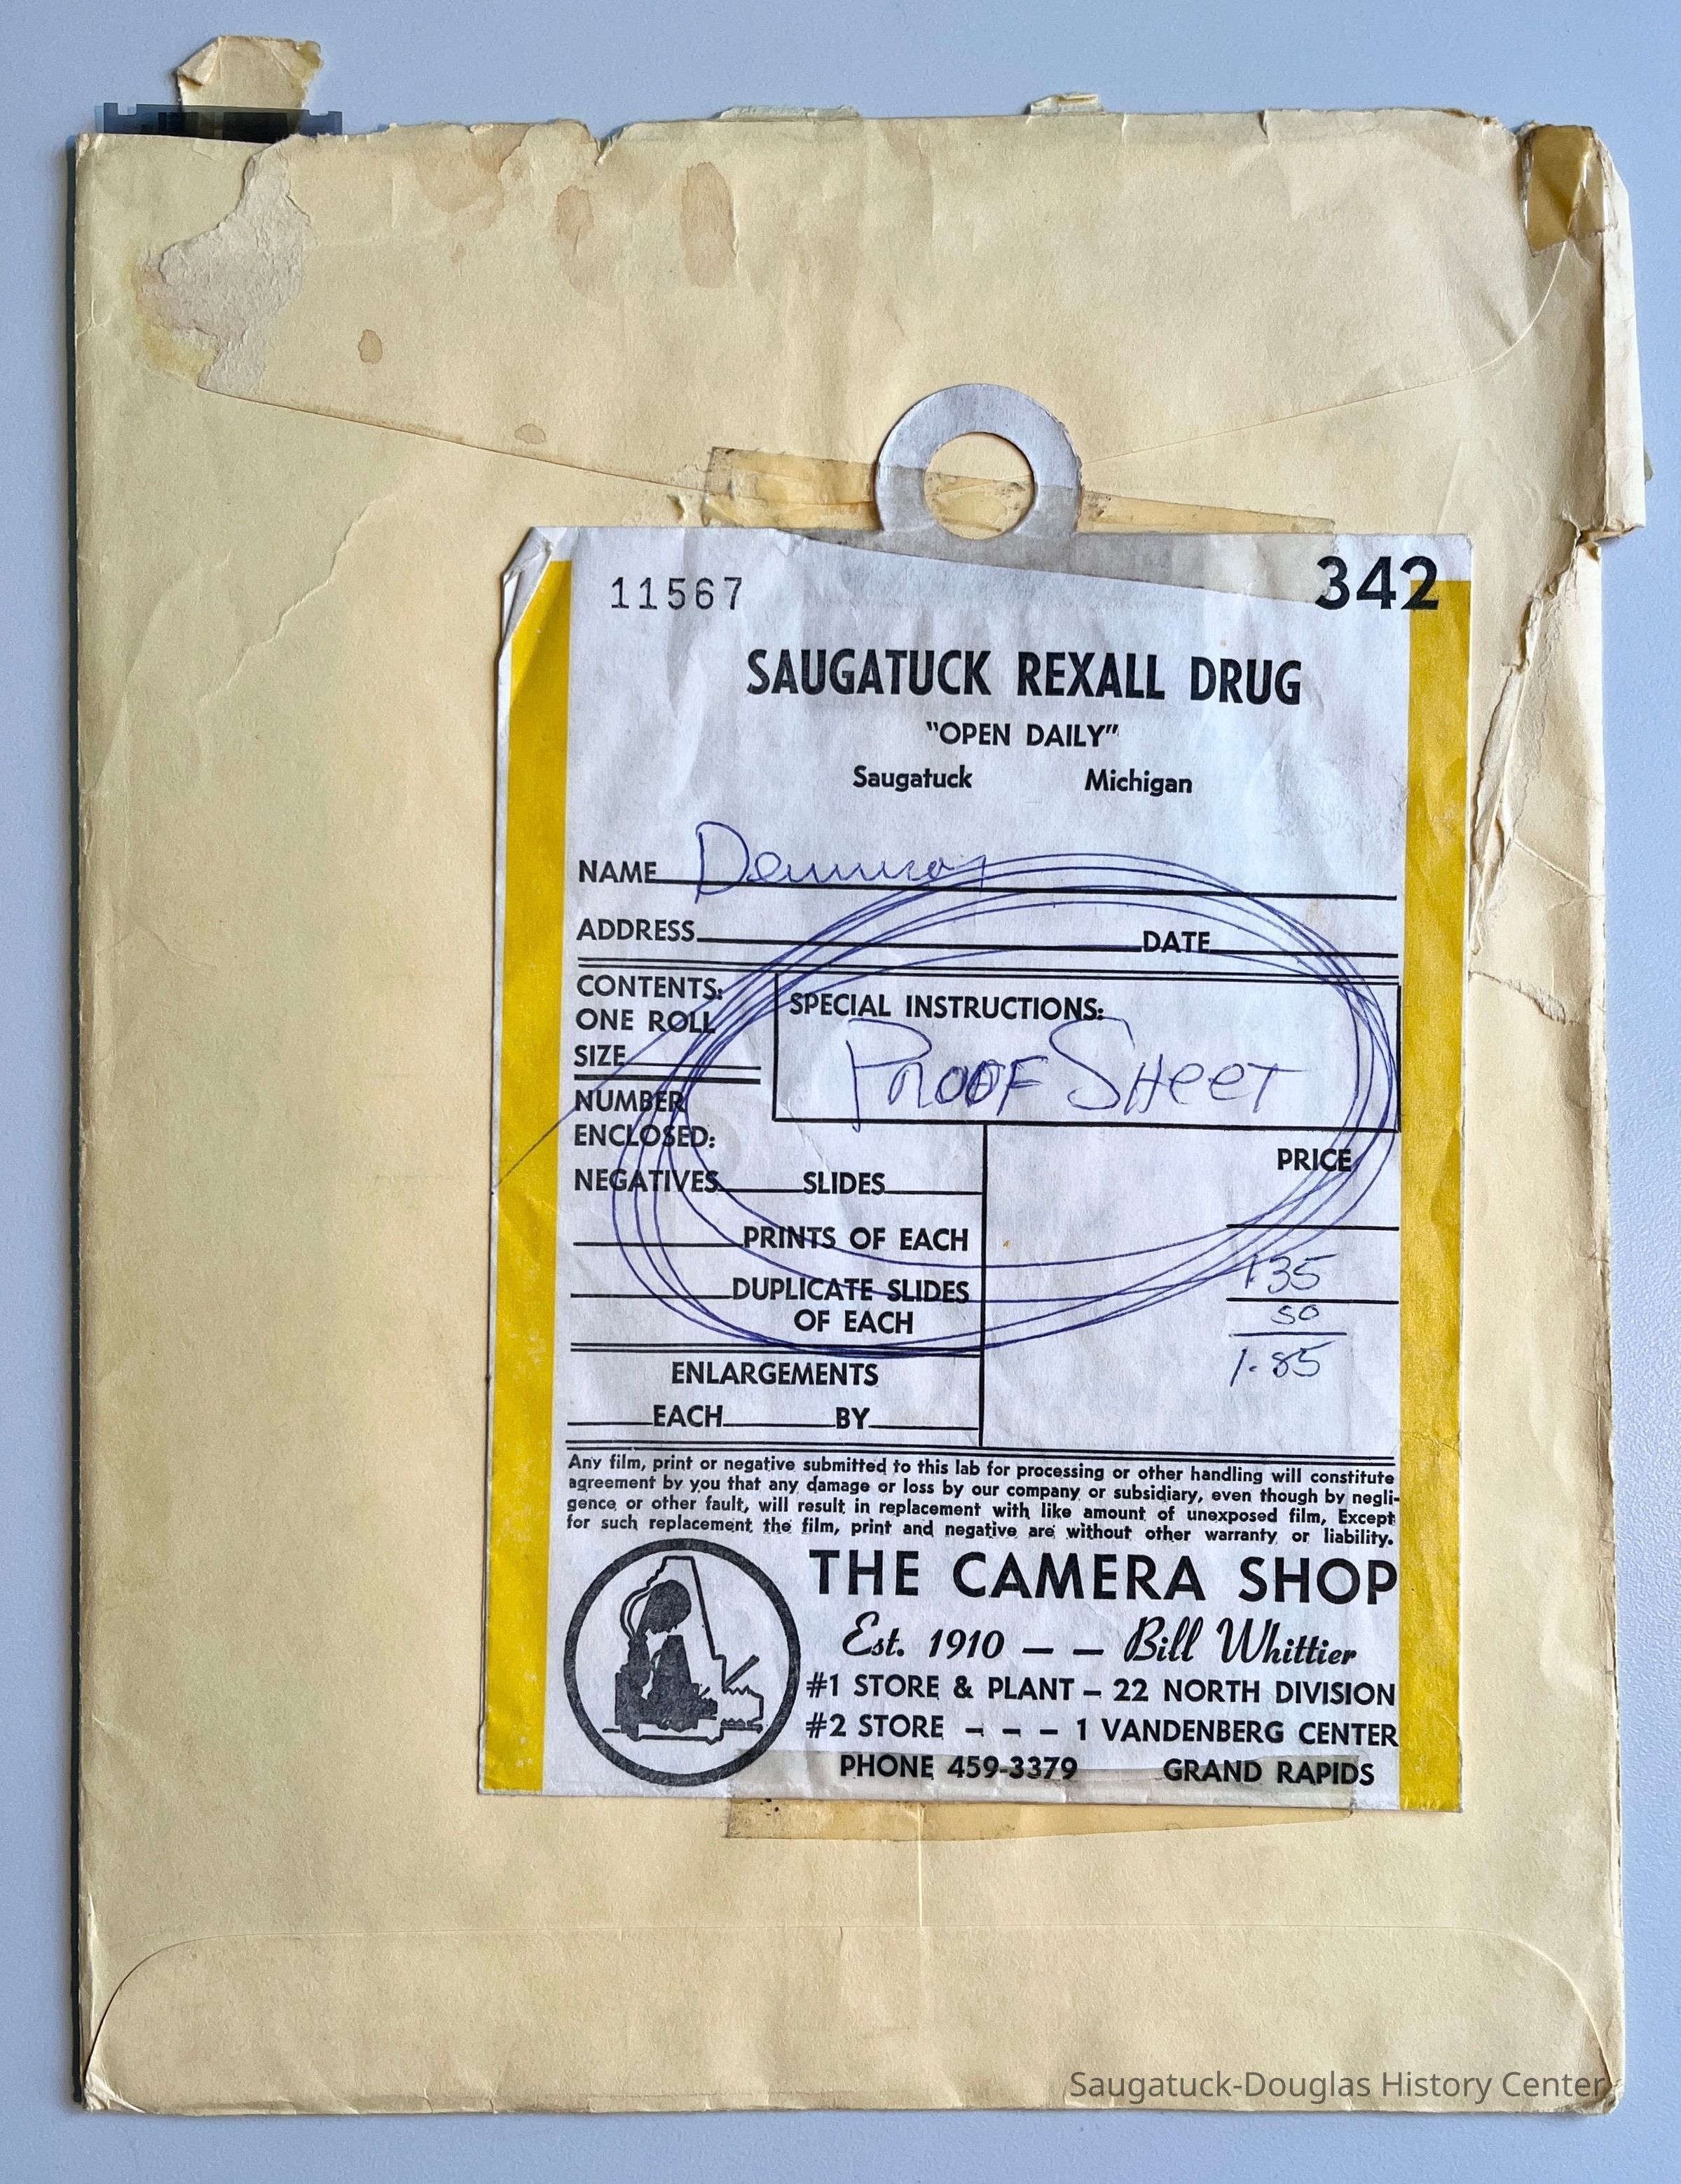 11567 342
SAUGATUCK REXALL DRUG
"OPEN DAILY"
Saugatuck Michigan
NAME
ADDRESS DATE
CONTENTS:
ONE ROLL
SIZE
SPECIAL INSTRUCTIONS:
PROOF SHEET
NUMBER
ENCLOSED:
NEGATIVES SLIDES
PRINTS OF EACH
DUPLICATE SLIDES
OF EACH
PRICE
1 35
50
1.85
ENLARGEMENTS
EACH BY
Any film, print or negative submitted to this lab for processing or other handling will constitute
agreement by you that any damage or loss by our company or subsidiary, even though by negli-
gence or other fault, will result in replacement with like amount of unexposed film, Except
for such replacement the film, print and negative are without other warranty or liability.
THE CAMERA SHOP
Est. 1910 — — Bill Whittier
#1 STORE & PLANT – 22 NORTH DIVISION
#2 STORE – – – 1 VANDENBERG CENTER
PHONE 459-3379 GRAND RAPIDS
Saugatuck-Douglas History Center